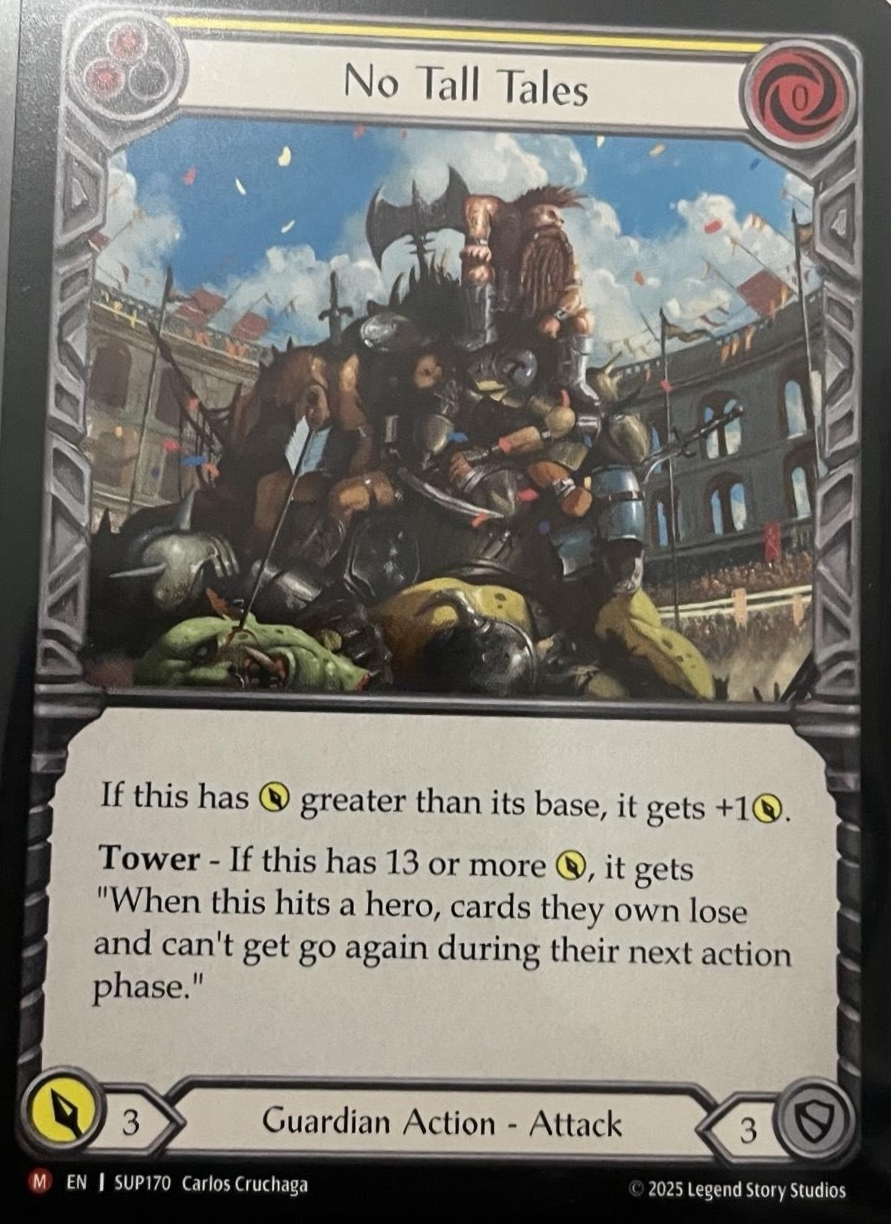 No Tall Tales
0
If this has greater than its base, it gets +1.
Tower - If this has 13 or more, it gets
"When this hits a hero, cards they own lose
and can't get go again during their next action
phase."
3
Guardian Action - Attack
3
M EN | SUP170 Carlos Cruchaga
© 2025 Legend Story Studios